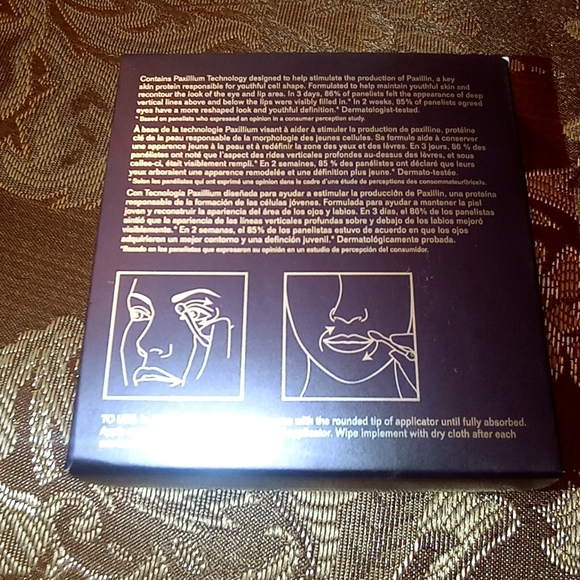 Contains Paxillium Technology designed to help stimulate the production of Paxillin, a key
skin protein responsible for youthful cell shape. Formulated to help maintain youthful skin and
recontour the look of the eye and lip area. In 3 days, 86% of panelists felt the appearance of deep
vertical lines above and below the lips were visibly filled in.* In 2 weeks, 85% of panelists agreed
eyes have a more reshaped look and youthful definition.* Dermatologist-tested.
* Based on panelists who expressed an opinion in a consumer perception study.
À base de la technologie Paxillium visant à aider à stimuler la production de paxilline, protéine
clé de la peau responsable de la morphologie des jeunes cellules. Sa formule aide à conserver
une apparence jeune à la peau et à redéfinir la zone des yeux et des lèvres. En 3 jours, 86 % des
panélistes ont noté que l'aspect des rides verticales profondes au-dessus des lèvres, et sous
celles-ci, était visiblement rempli.* En 2 semaines, 85 % des panélistes ont déclaré que leurs
yeux arboraient une apparence remodelée et une définition plus jeune.* Dermato-testée.
* Selon les panélistes qui ont exprimé une opinion dans le cadre d'une étude de perceptions des consommateur(trice)s.
Con Tecnología Paxillium diseñada para ayudar a estimular la producción de Paxillin, una proteína
responsable de la formación de las células jóvenes. Formulada para ayudar a mantener la piel
joven y reconstruir la apariencia del área de los ojos y labios. En 3 días, el 86% de los panelistas
sintió que la apariencia de las líneas verticales profundas sobre y debajo de los labios mejoró
visiblemente.* En 2 semanas, el 85% de los panelistas estuvo de acuerdo en que los ojos
adquirieron un mejor contorno y una definción juvenil.* Dermatológicamente probada.
*Basado en panelistas que expresaron su opinión en un estudio de percepción del consumidor.
TO USE: with the rounded tip of applicator until fully absorbed.
applicator. Wipe implement with dry cloth after each